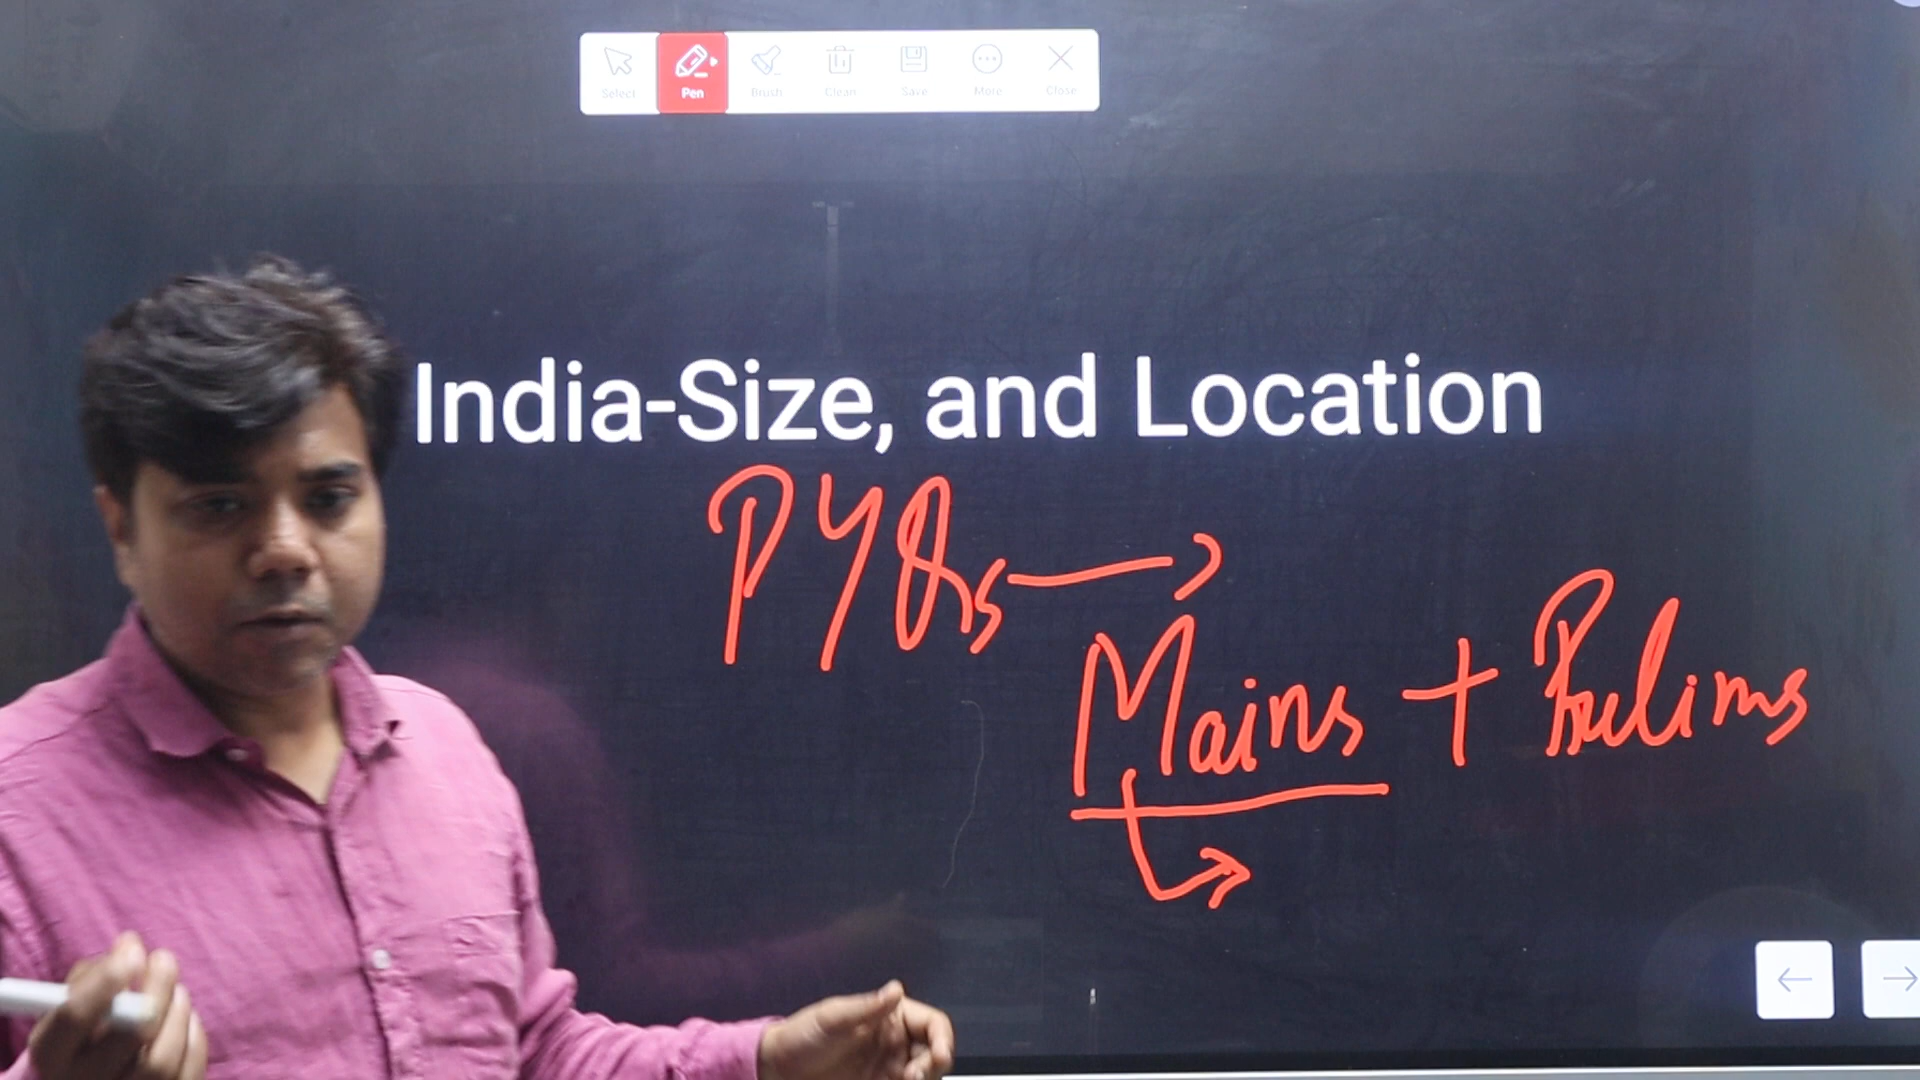 Select Pen Brush Clean Save More Close
India-Size, and Location
PYQs →
Mains + Prelims